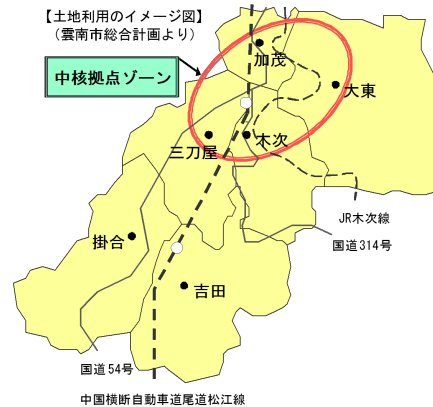 【土地利用のイメージ図】
（雲南市総合計画より）
中核拠点ゾーン
加茂
大東
三刀屋
木次
JR木次線
掛合
国道314号
吉田
国道54号
中国横断自動車道尾道松江線